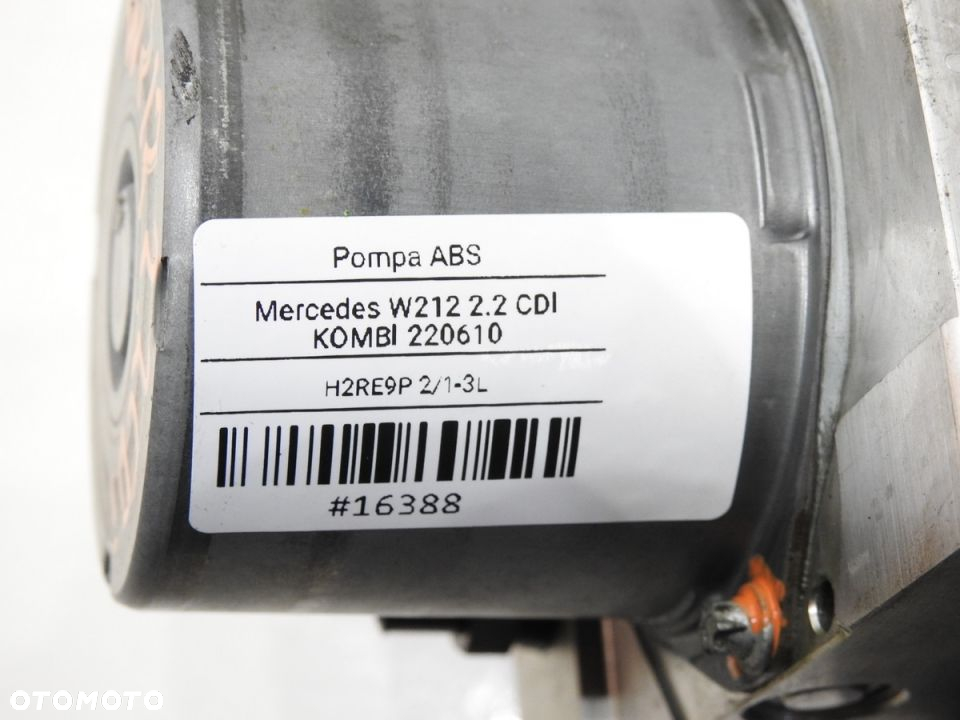 Pompa ABS
Mercedes W212 2.2 CDI
KOMBI 220610
H2RE9P 2/1-3L
#16388
OTOMOTO